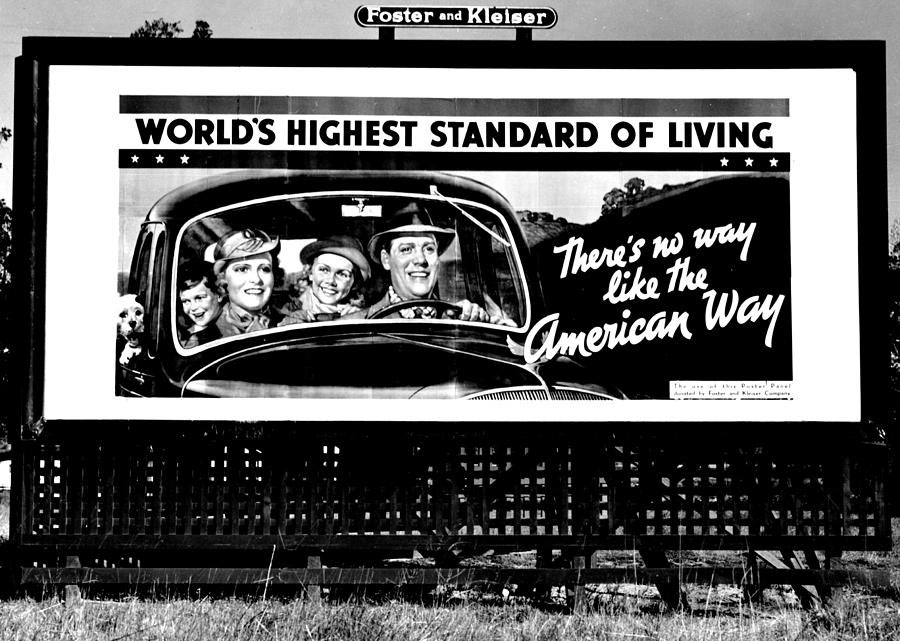 Foster and Kleiser
WORLD'S HIGHEST STANDARD OF LIVING
There's no way
like the
American Way
The use of this Poster Panel
donated by Foster and Kleiser Company